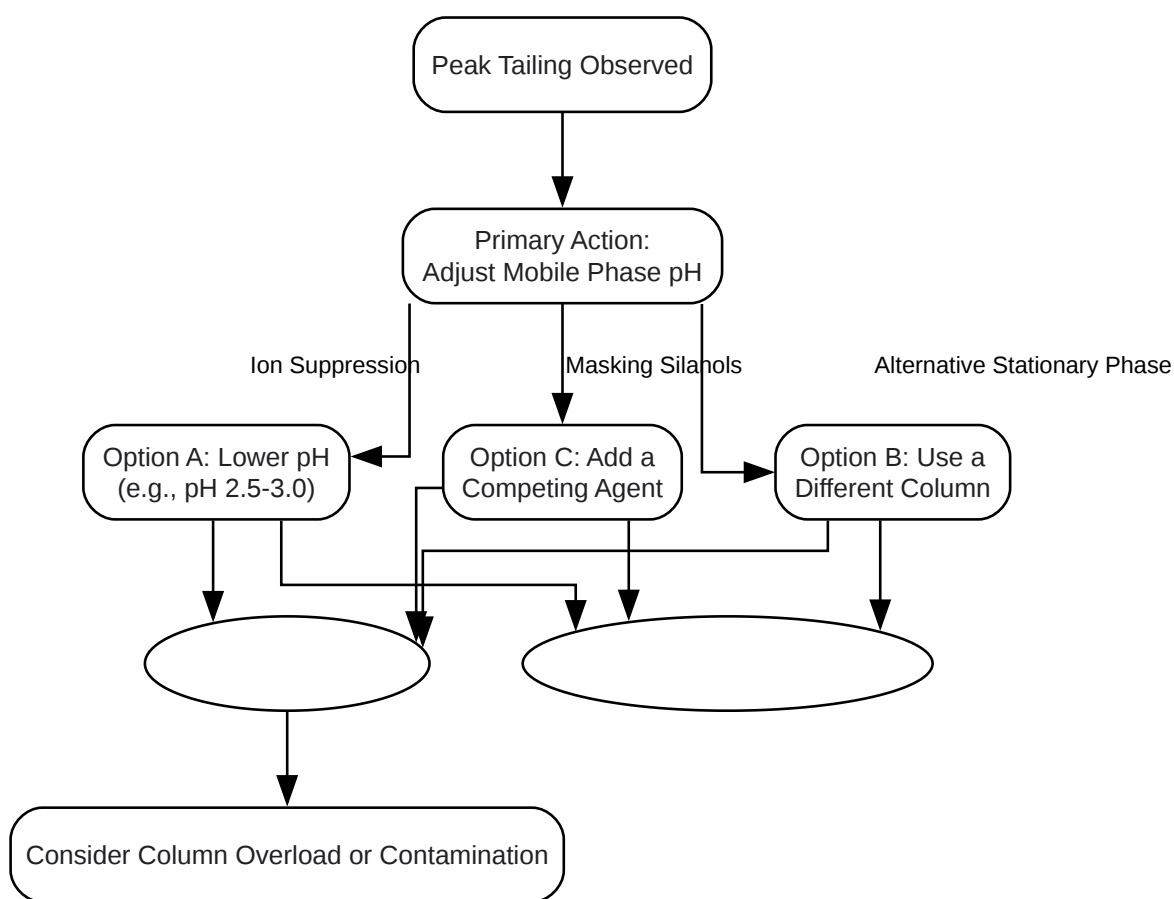 Peak Tailing Observed
Primary Action:
Adjust Mobile Phase pH
Ion Suppression
Masking Silanols
Alternative Stationary Phase
Option A: Lower pH
(e.g., pH 2.5-3.0)
Option C: Add a
Competing Agent
Option B: Use a
Different Column
Consider Column Overload or Contamination